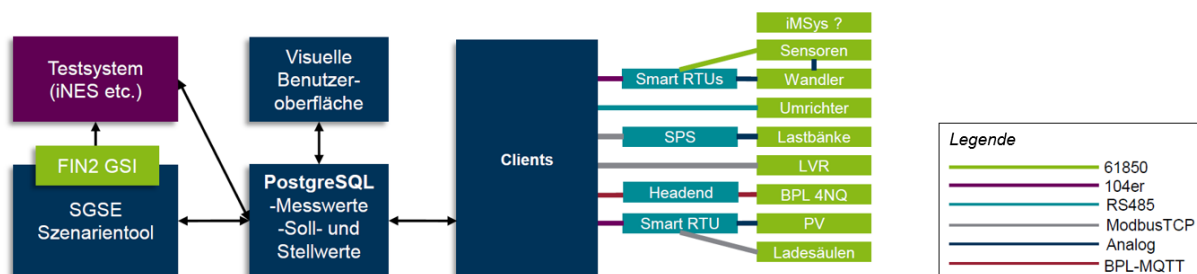 Testsystem
(iNES etc.)
FIN2 GSI
SGSE
Szenarientool
Visuelle
Benutzer-
oberfläche
PostgreSQL
-Messwerte
-Soll- und
Stellwerte
Clients
Smart RTUs
SPS
Headend
Smart RTU
iMSys ?
Sensoren
Wandler
Umrichter
Lastbänke
LVR
BPL 4NQ
PV
Ladesäulen
Legende
61850
104er
RS485
ModbusTCP
Analog
BPL-MQTT